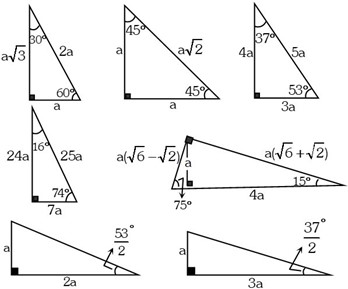 30°
a√3
2a
60°
a
45°
a
a√2
45°
a
37°
4a
5a
53°
3a
16°
24a
25a
74°
7a
a(√6−√2)
a
a(√6+√2)
15°
4a
75°
a
53°/2
2a
a
37°/2
3a